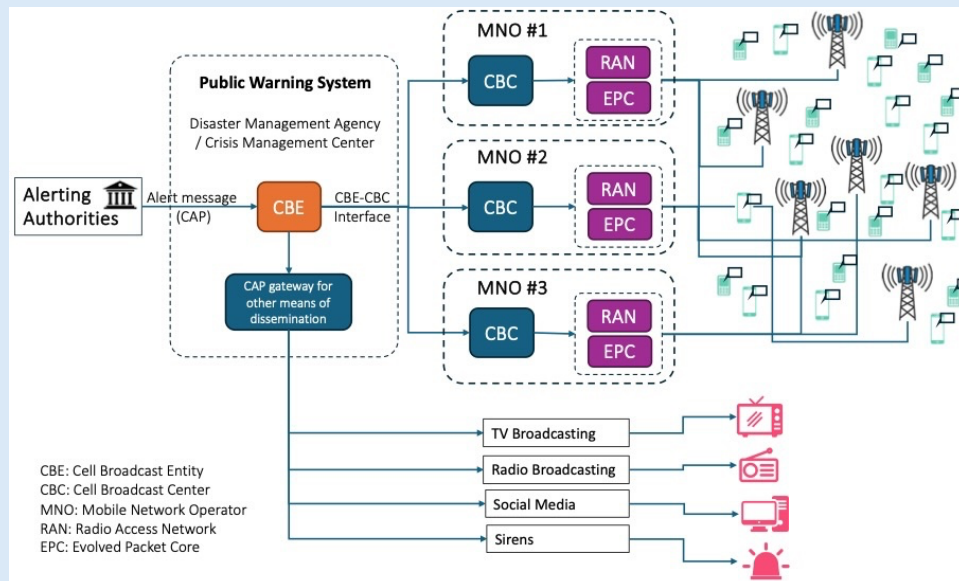 MNO #1
CBC
RAN
EPC
Public Warning System
Disaster Management Agency
/ Crisis Management Center
Alerting
Authorities
Alert message
(CAP)
CBE
CBE-CBC
Interface
MNO #2
CBC
RAN
EPC
CAP gateway for
other means of
dissemination
MNO #3
CBC
RAN
EPC
TV Broadcasting
Radio Broadcasting
Social Media
Sirens
CBE: Cell Broadcast Entity
CBC: Cell Broadcast Center
MNO: Mobile Network Operator
RAN: Radio Access Network
EPC: Evolved Packet Core